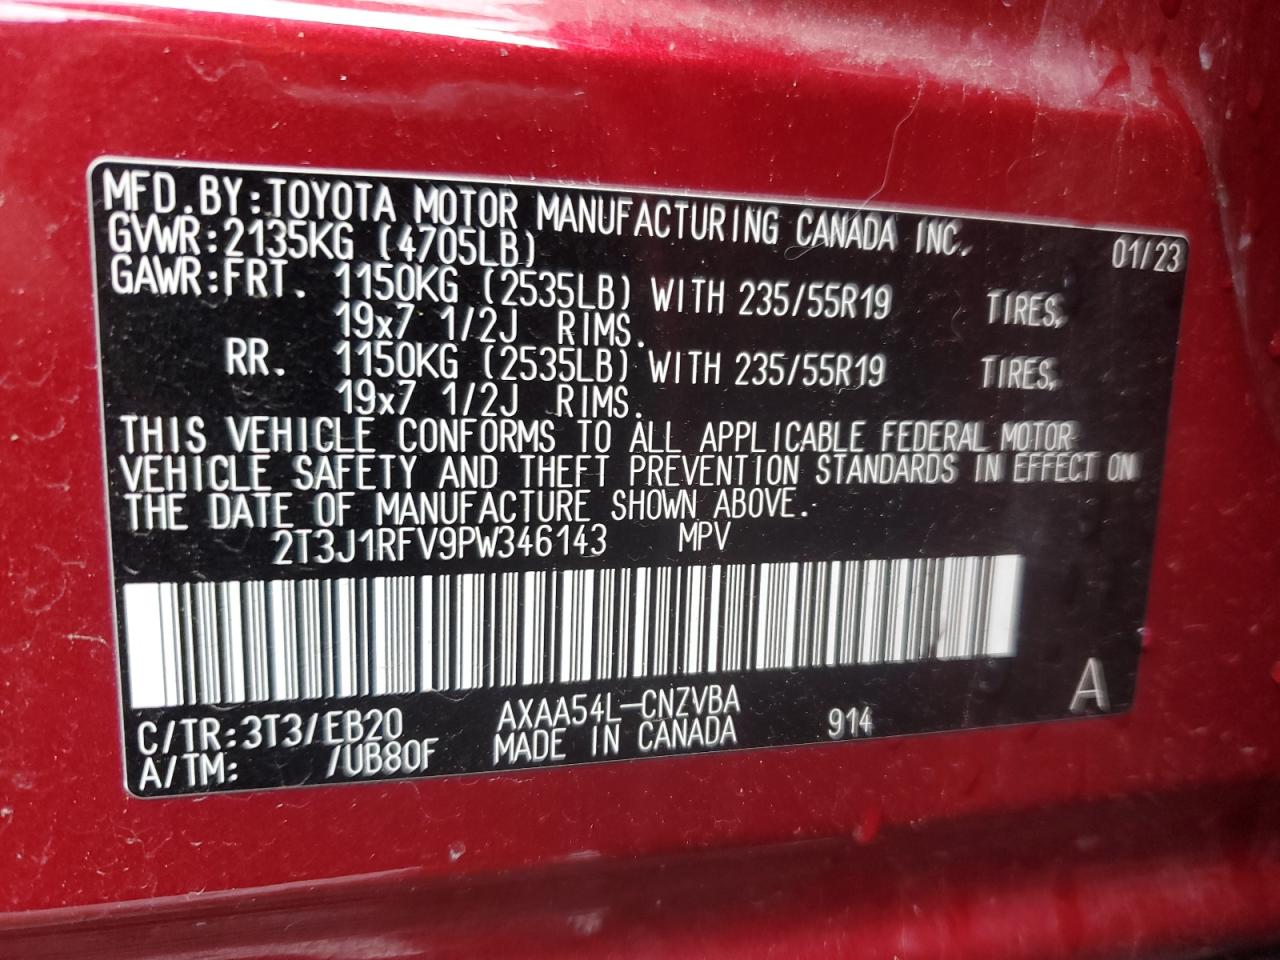 MFD.BY:TOYOTA MOTOR MANUFACTURING CANADA INC. 01/23
GVWR:2135KG (4705LB)
GAWR:FRT. 1150KG (2535LB) WITH 235/55R19 TIRES,
19x7 1/2J RIMS.
RR. 1150KG (2535LB) WITH 235/55R19 TIRES,
19x7 1/2J RIMS.
THIS VEHICLE CONFORMS TO ALL APPLICABLE FEDERAL MOTOR
VEHICLE SAFETY AND THEFT PREVENTION STANDARDS IN EFFECT ON
THE DATE OF MANUFACTURE SHOWN ABOVE.
2T3J1RFV9PW346143 MPV
C/TR:3T3/EB20 AXAA54L-CNZVBA 914 A
A/TM: /UB80F MADE IN CANADA